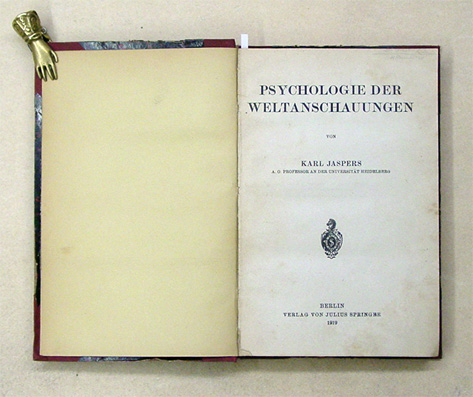 PSYCHOLOGIE DER
WELTANSCHAUUNGEN
VON
KARL JASPERS
A. O. PROFESSOR AN DER UNIVERSITÄT HEIDELBERG
BERLIN
VERLAG VON JULIUS SPRINGER
1919